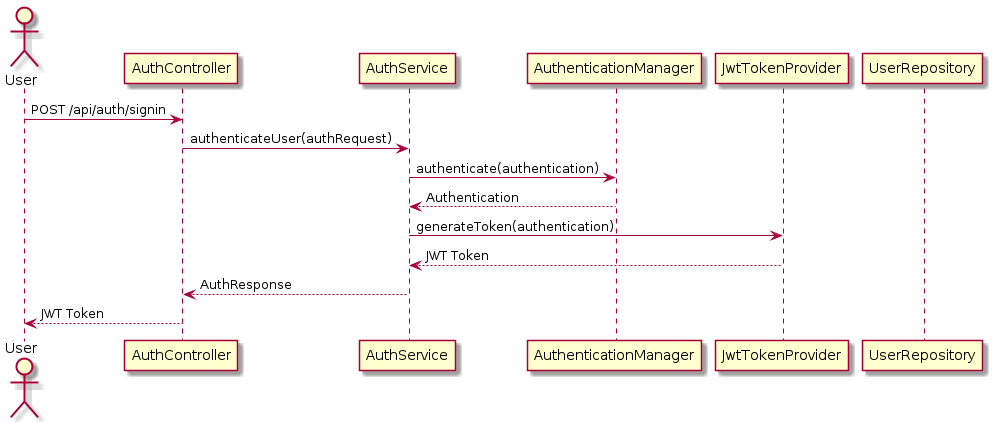 User
AuthController
AuthService
AuthenticationManager
JwtTokenProvider
UserRepository
POST /api/auth/signin
authenticateUser(authRequest)
authenticate(authentication)
Authentication
generateToken(authentication)
JWT Token
AuthResponse
JWT Token
User
AuthController
AuthService
AuthenticationManager
JwtTokenProvider
UserRepository